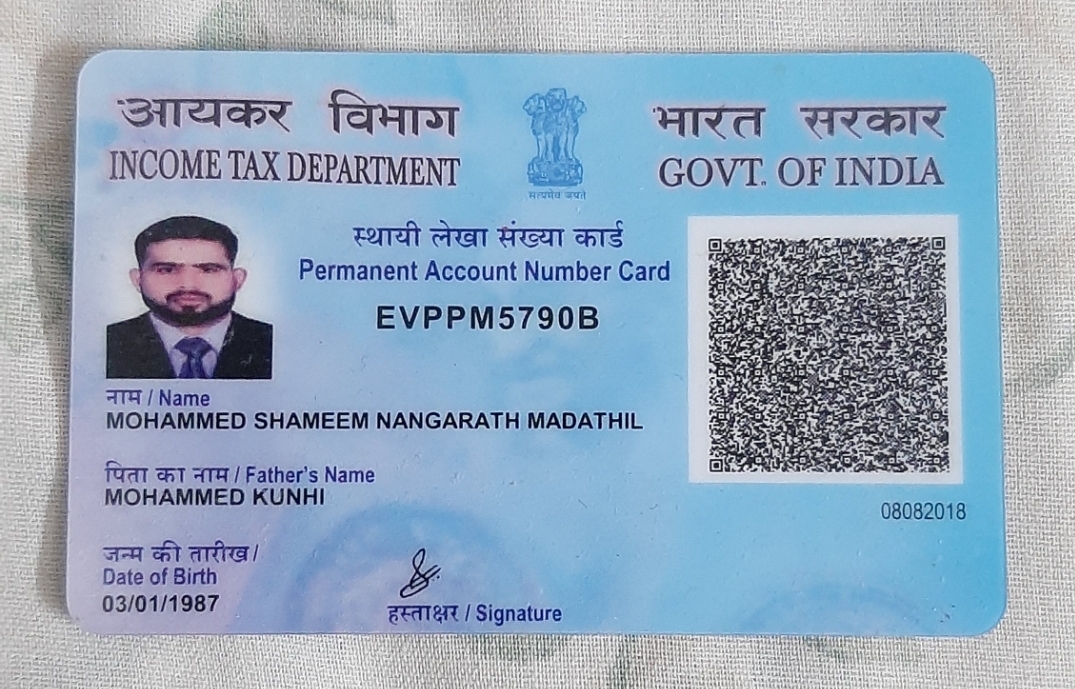 आयकर विभाग
INCOME TAX DEPARTMENT
सत्यमेव जयते
भारत सरकार
GOVT. OF INDIA
स्थायी लेखा संख्या कार्ड
Permanent Account Number Card
EVPPM5790B
नाम / Name
MOHAMMED SHAMEEM NANGARATH MADATHIL
पिता का नाम / Father's Name
MOHAMMED KUNHI
08082018
जन्म की तारीख /
Date of Birth
03/01/1987
हस्ताक्षर / Signature